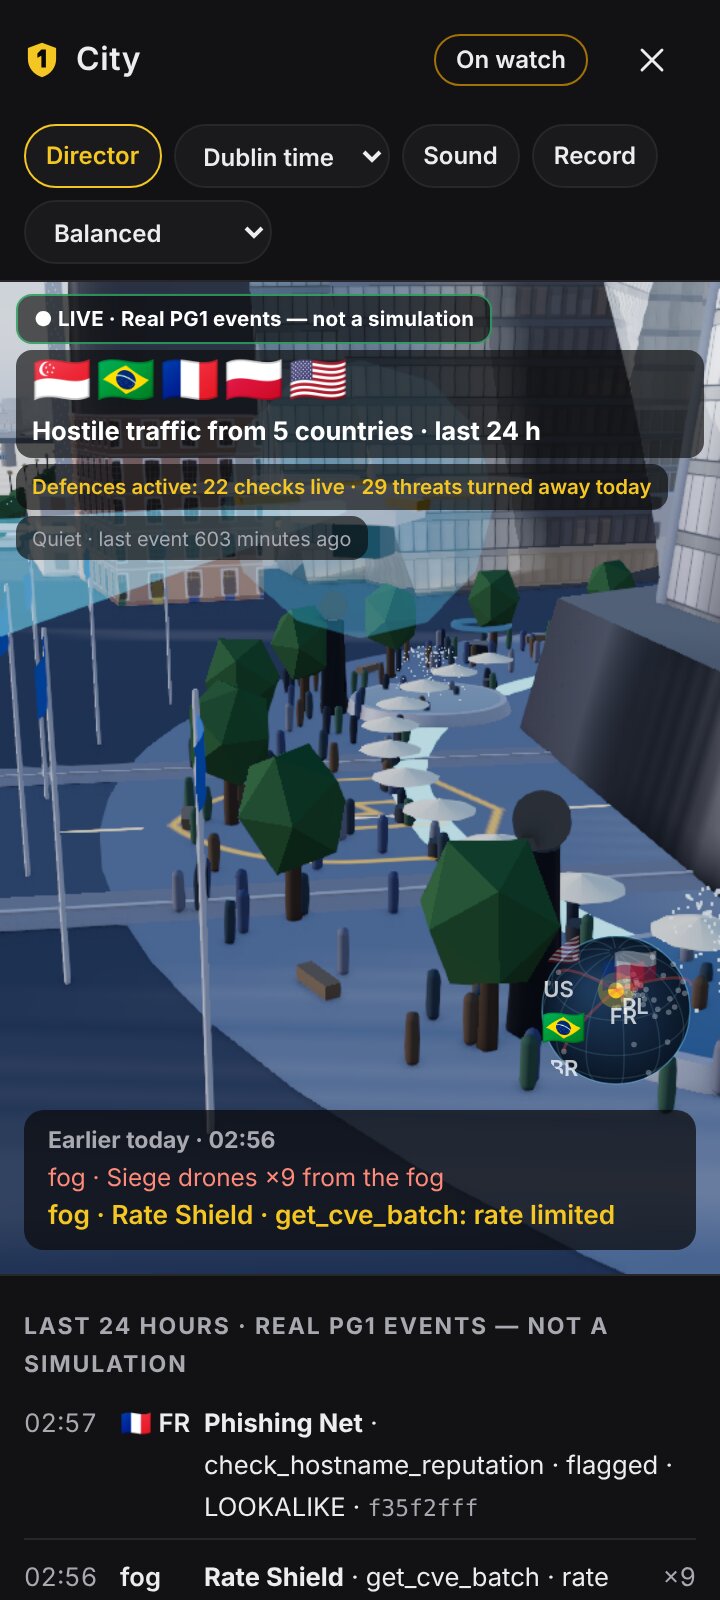 1 City
On watch
Director
Dublin time
Sound
Record
Balanced
LIVE · Real PG1 events — not a simulation
Hostile traffic from 5 countries · last 24 h
Defences active: 22 checks live · 29 threats turned away today
Quiet · last event 603 minutes ago
US
PL
FR
BR
Earlier today · 02:56
fog · Siege drones ×9 from the fog
fog · Rate Shield · get_cve_batch: rate limited
LAST 24 HOURS · REAL PG1 EVENTS — NOT A
SIMULATION
02:57 FR Phishing Net ·
check_hostname_reputation · flagged ·
LOOKALIKE · f35f2fff
02:56 fog Rate Shield · get_cve_batch · rate ×9